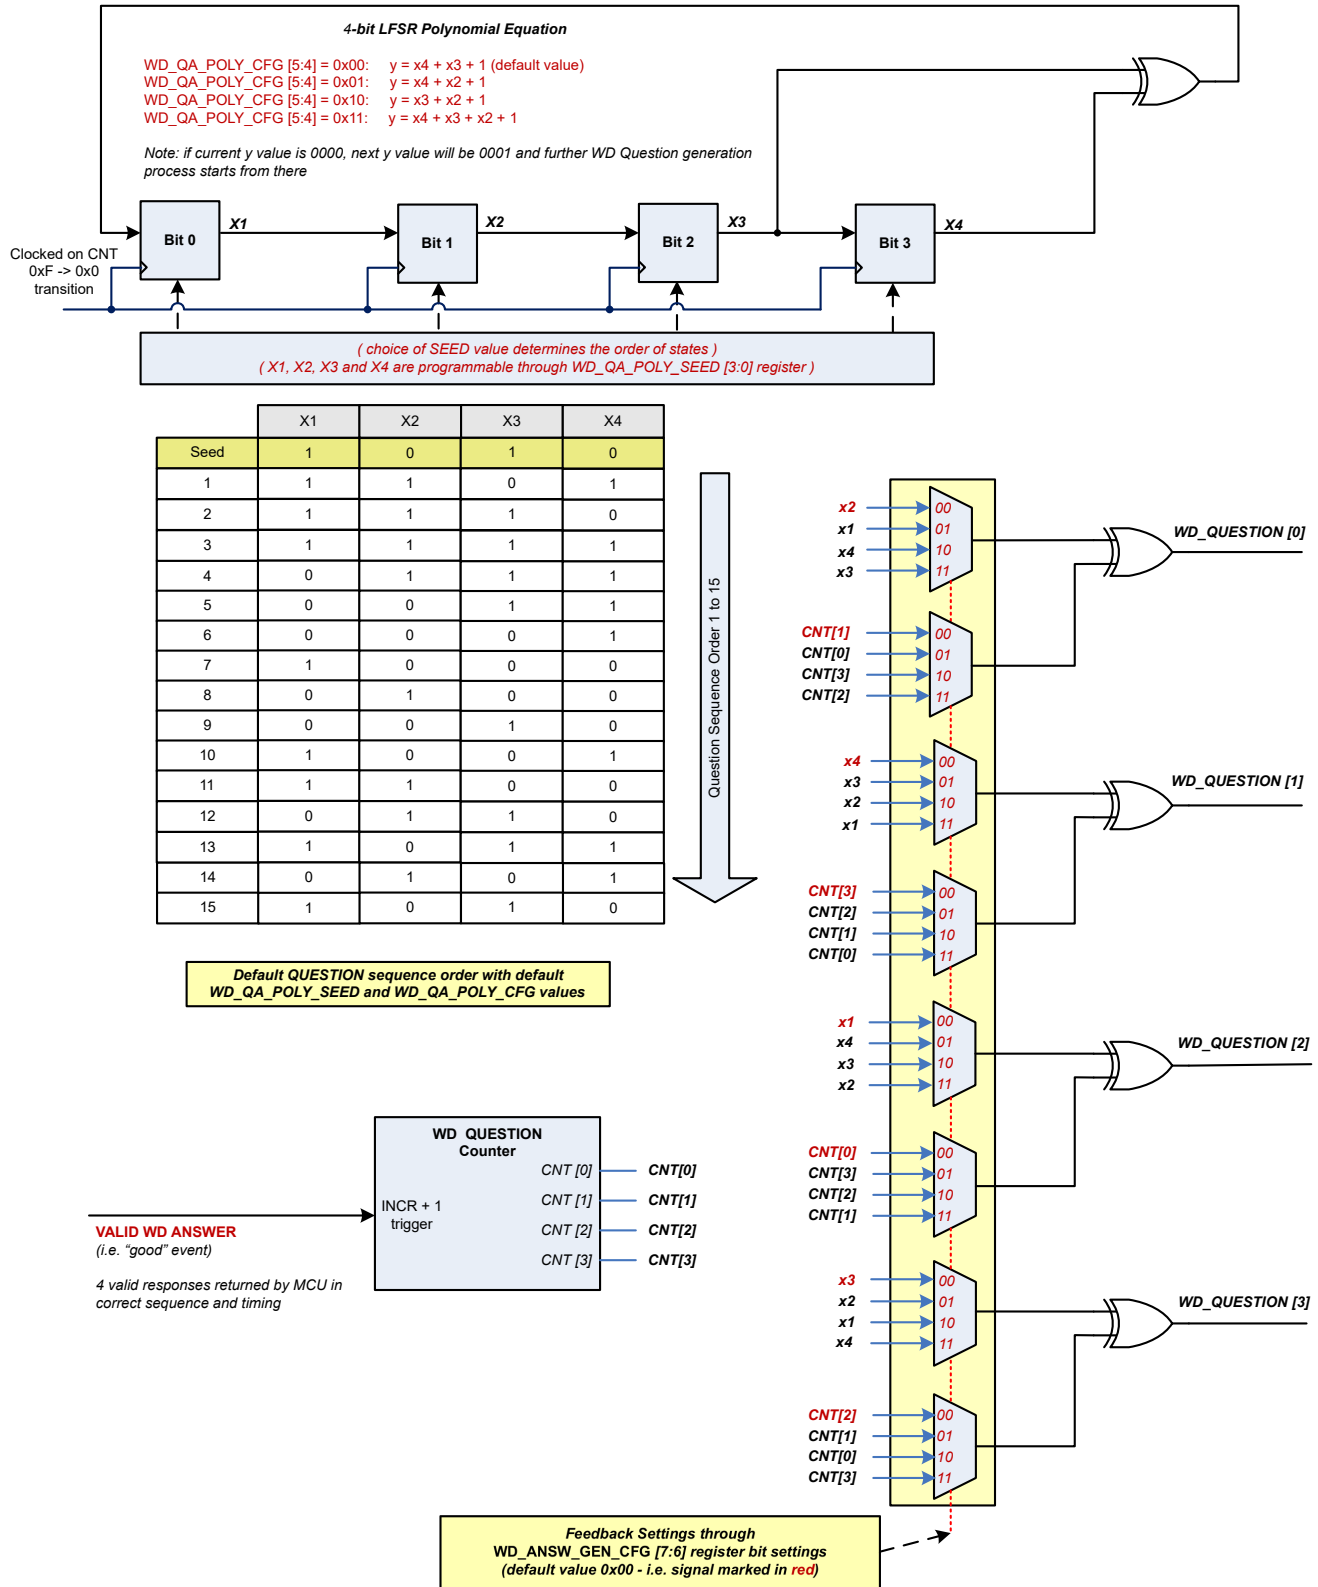 4-bit LFSR Polynomial Equation
WD_QA_POLY_CFG [5:4] = 0x00: y = x4 + x3 + 1 (default value)
WD_QA_POLY_CFG [5:4] = 0x01: y = x4 + x2 + 1
WD_QA_POLY_CFG [5:4] = 0x10: y = x3 + x2 + 1
WD_QA_POLY_CFG [5:4] = 0x11: y = x4 + x3 + x2 + 1
Note: if current y value is 0000, next y value will be 0001 and further WD Question generation
process starts from there
Bit 0
X1
Bit 1
X2
Bit 2
X3
Bit 3
X4
Clocked on CNT
0xF -> 0x0
transition
( choice of SEED value determines the order of states )
( X1, X2, X3 and X4 are programmable through WD_QA_POLY_SEED [3:0] register )
X1 X2 X3 X4
Seed 1 0 1 0
1 1 1 0 1
2 1 1 1 0
3 1 1 1 1
4 0 1 1 1
5 0 0 1 1
6 0 0 0 1
7 1 0 0 0
8 0 1 0 0
9 0 0 1 0
10 1 0 0 1
11 1 1 0 0
12 0 1 1 0
13 1 0 1 1
14 0 1 0 1
15 1 0 1 0
Question Sequence Order 1 to 15
Default QUESTION sequence order with default
WD_QA_POLY_SEED and WD_QA_POLY_CFG values
x2 00
x1 01
x4 10
x3 11
WD_QUESTION [0]
CNT[1] 00
CNT[0] 01
CNT[3] 10
CNT[2] 11
x4 00
x3 01
x2 10
x1 11
WD_QUESTION [1]
CNT[3] 00
CNT[2] 01
CNT[1] 10
CNT[0] 11
x1 00
x4 01
x3 10
x2 11
WD_QUESTION [2]
CNT[0] 00
CNT[3] 01
CNT[2] 10
CNT[1] 11
x3 00
x2 01
x1 10
x4 11
WD_QUESTION [3]
CNT[2] 00
CNT[1] 01
CNT[0] 10
CNT[3] 11
WD QUESTION
Counter
CNT [0] CNT[0]
CNT [1] CNT[1]
CNT [2] CNT[2]
CNT [3] CNT[3]
INCR + 1
trigger
VALID WD ANSWER
(i.e. “good” event)
4 valid responses returned by MCU in
correct sequence and timing
Feedback Settings through
WD_ANSW_GEN_CFG [7:6] register bit settings
(default value 0x00 - i.e. signal marked in red)